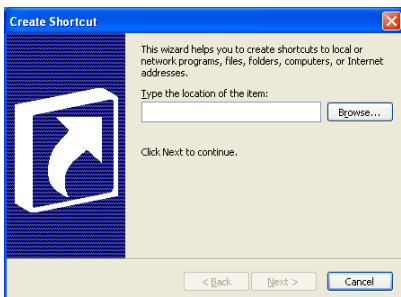 Create Shortcut
This wizard helps you to create shortcuts to local or
network programs, files, folders, computers, or Internet
addresses.
Type the location of the item:
Browse...
Click Next to continue.
< Back
Next >
Cancel